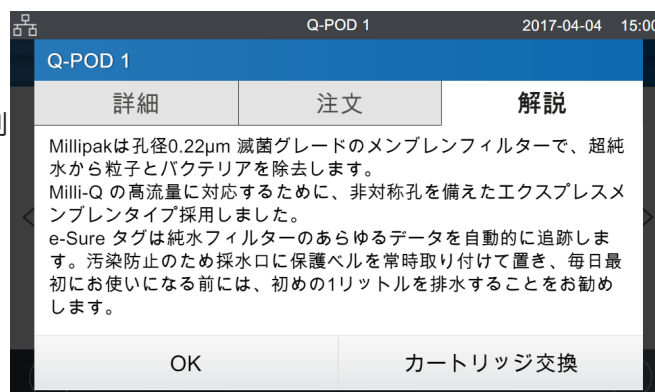 Q-POD 1 2017-04-04 15:00
Q-POD 1
詳細 注文 解説
Millipakは孔径0.22μm 滅菌グレードのメンブレンフィルターで、超純
水から粒子とバクテリアを除去します。
Milli-Q の高流量に対応するために、非対称孔を備えたエクスプレスメ
ンブレンタイプ採用しました。
e-Sure タグは純水フィルターのあらゆるデータを自動的に追跡しま
す。汚染防止のため採水口に保護ベルを常時取り付けて置き、毎日最
初にお使いになる前には、初めの1リットルを排水することをお勧め
します。
OK カートリッジ交換